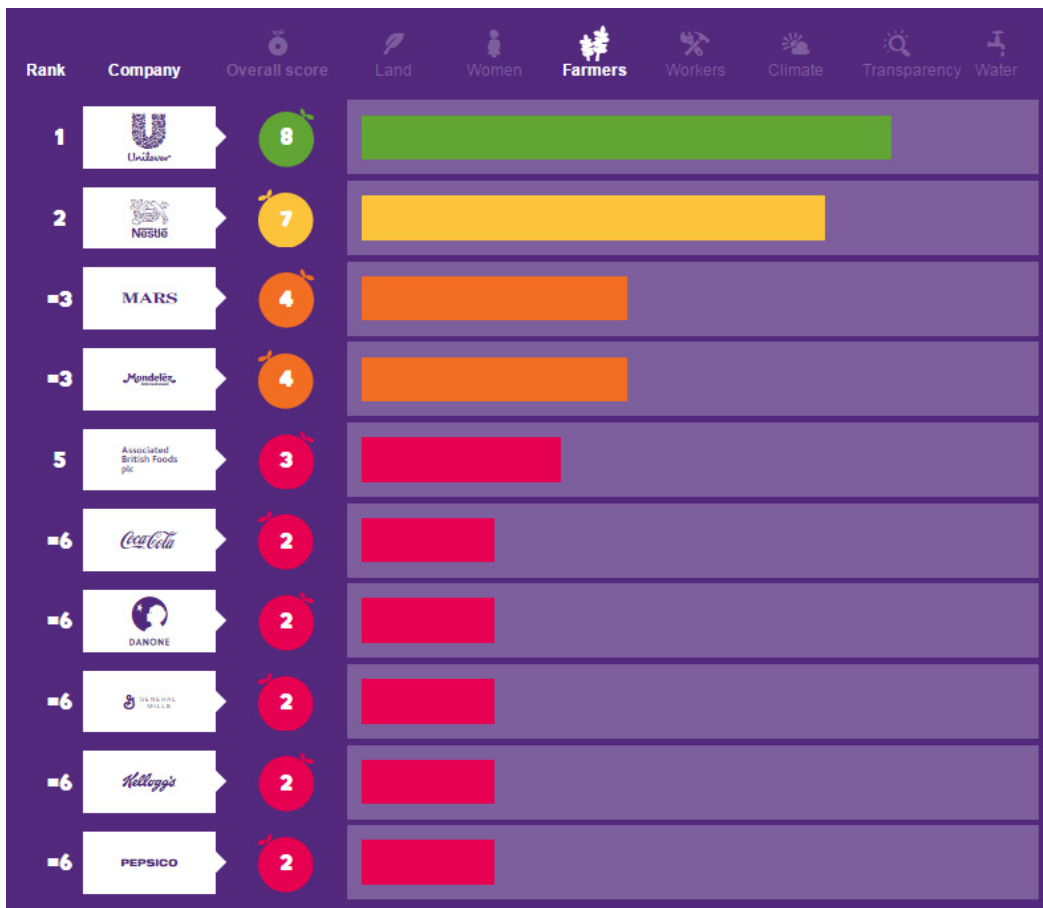 Rank Company Overall score Land Women Farmers Workers Climate Transparency Water
1 Unilever 8
2 Nestlē 7
=3 MARS 4
=3 Mondelēz, International 4
5 Associated British Foods plc 3
=6 Coca-Cola 2
=6 DANONE 2
=6 G GENERAL MILLS 2
=6 Kellogg's 2
=6 PEPSICO 2